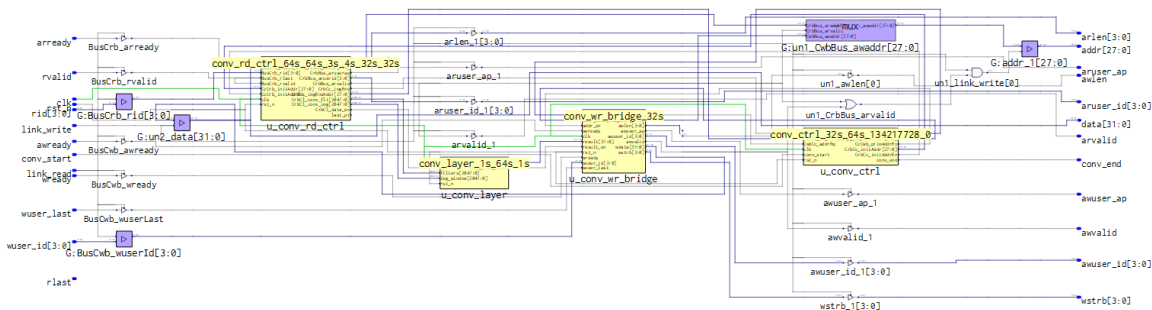 arready
rvalid
clk
rst_n
rid[3:0]
link_write
awready
conv_start
link_read
wready
wuser_last
wuser_id[3:0]
rlast
BusCrb_arready
BusCrb_rvalid
G:BusCrb_rid[3:0]
G:un2_data[31:0]
BusCwb_awready
BusCwb_wready
BusCwb_wuserLast
G:BusCwb_wuserId[3:0]
conv_rd_ctrl_64s_64s_3s_4s_32s_32s
u_conv_rd_ctrl
arlen_1[3:0]
aruser_ap_1
aruser_id_1[3:0]
arvalid_1
conv_layer_1s_64s_1s
u_conv_layer
conv_wr_bridge_32s
u_conv_wr_bridge
mux
G:un1_CwbBus_awaddr[27:0]
un1_awlen[0]
un1_CrbBus_arvalid
conv_ctrl_32s_64s_134217728_0
u_conv_ctrl
awuser_ap_1
awvalid_1
awuser_id_1[3:0]
wstrb_1[3:0]
un1_link_write
G:addr_1[27:0]
arlen[3:0]
addr[27:0]
aruser_ap
awlen
aruser_id[3:0]
data[31:0]
arvalid
conv_end
awuser_ap
awvalid
awuser_id[3:0]
wstrb[3:0]